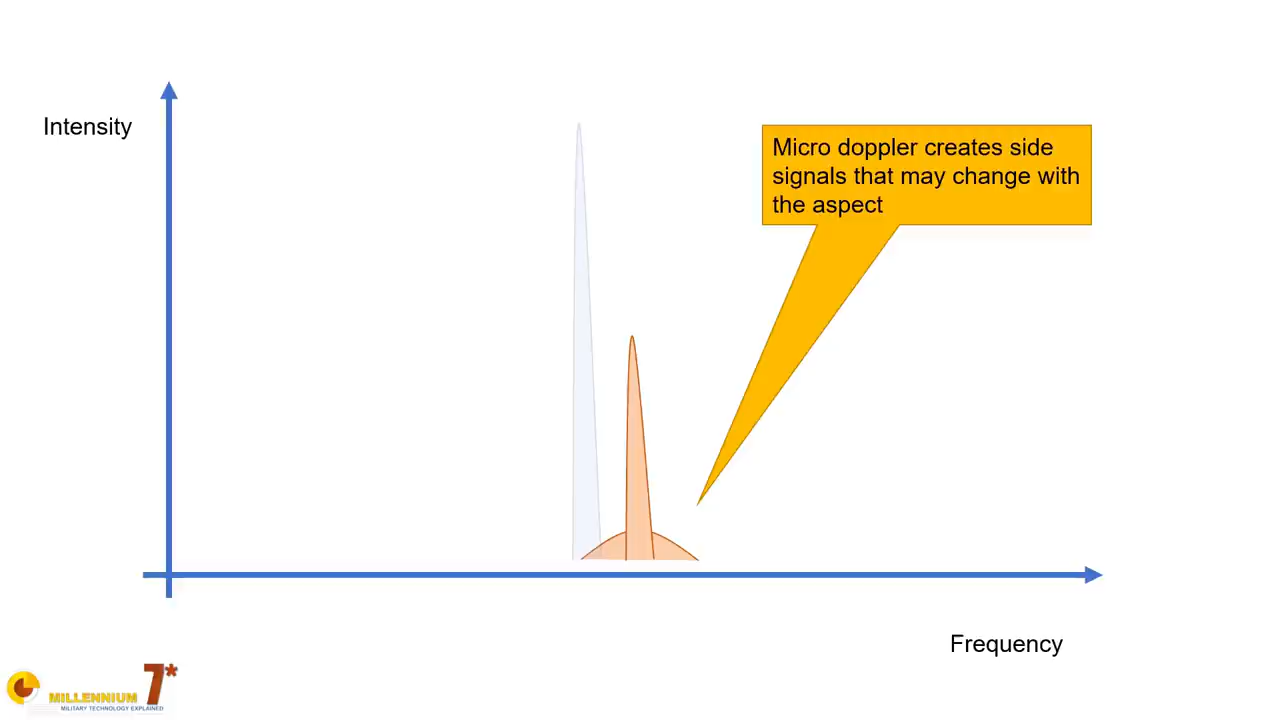 Intensity
Micro doppler creates side
signals that may change with
the aspect
Frequency
MILLENNIUM 7*
MILITARY TECHNOLOGY EXPLAINED